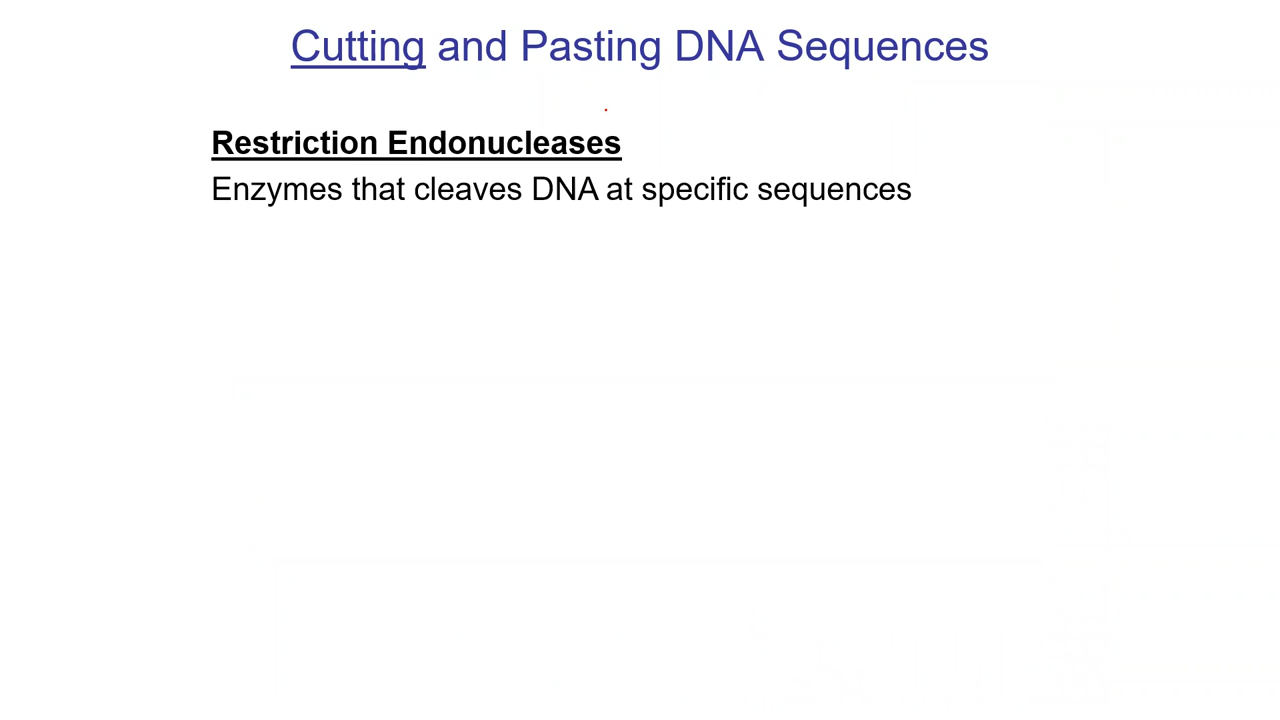 Cutting and Pasting DNA Sequences
Restriction Endonucleases
Enzymes that cleaves DNA at specific sequences